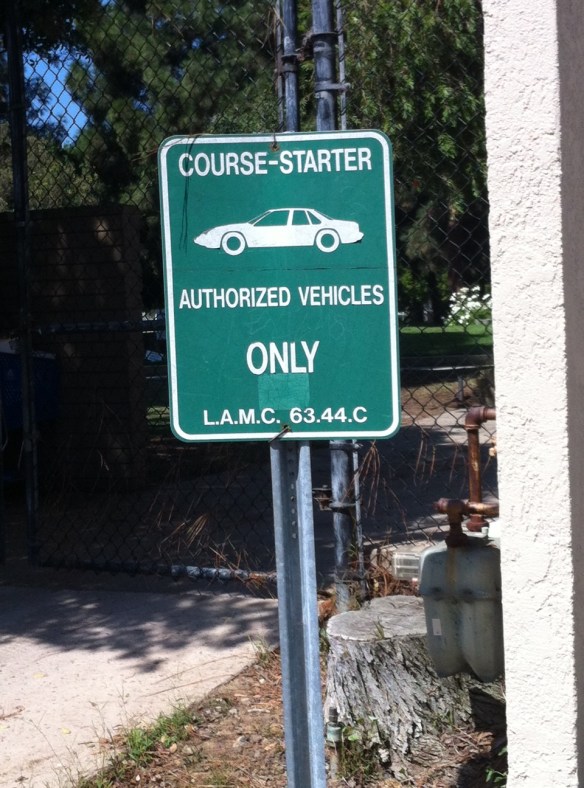 COURSE-STARTER
AUTHORIZED VEHICLES
ONLY
L.A.M.C. 63.44.C